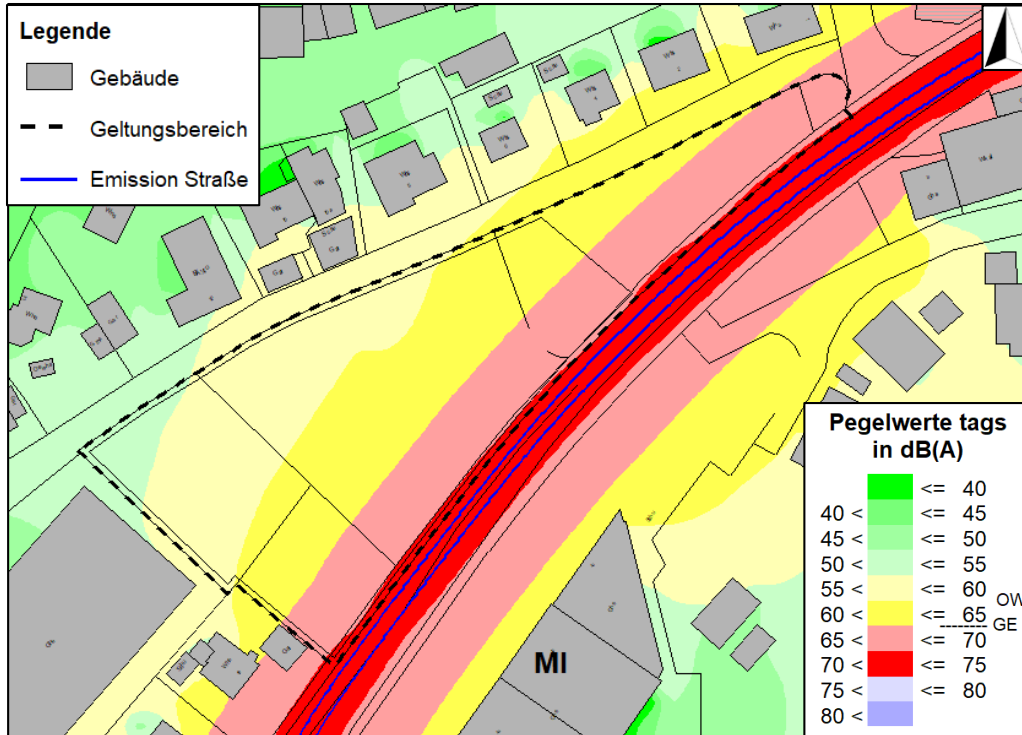 Legende
Gebäude
Geltungsbereich
Emission Straße
MI
Pegelwerte tags
in dB(A)
<= 40
40 < <= 45
45 < <= 50
50 < <= 55
55 < <= 60
60 < <= 65 OW
GE
65 < <= 70
70 < <= 75
75 < <= 80
80 <